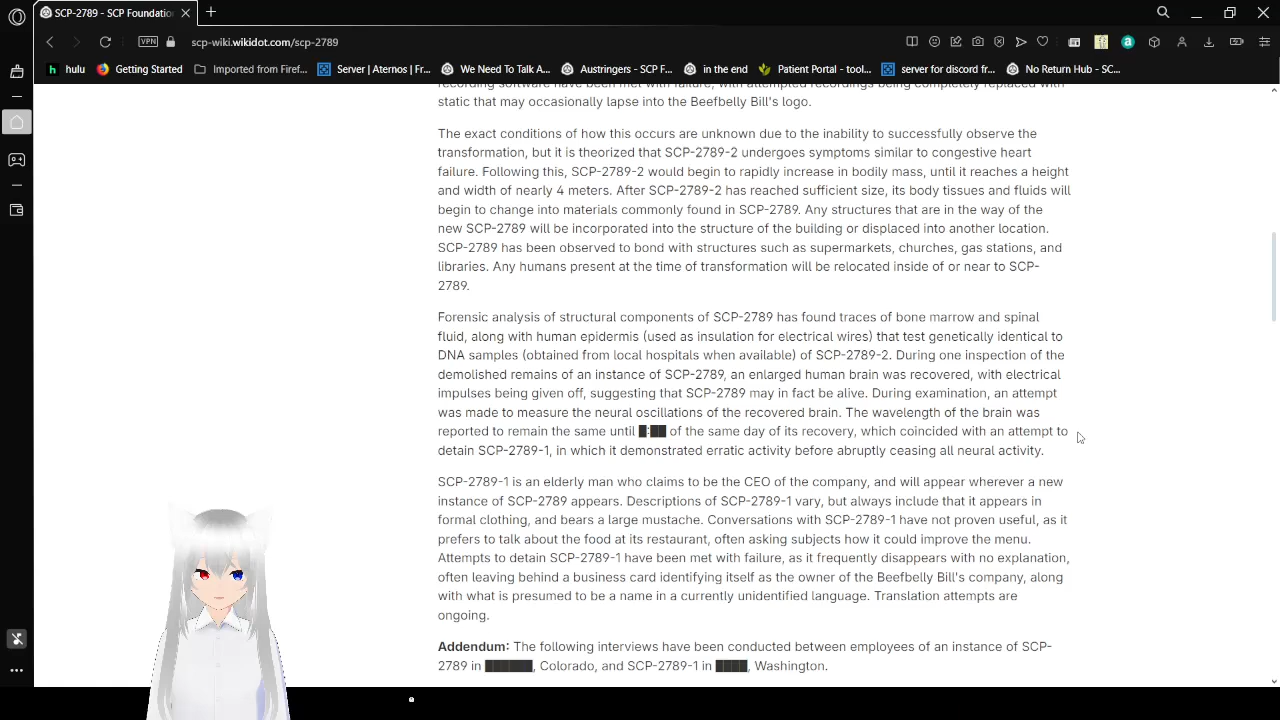 SCP-2789 - SCP Foundatio
scp-wiki.wikidot.com/scp-2789
VPN
hulu
Getting Started
Imported from Firef...
Server | Aternos | Fr...
We Need To Talk A...
Austringers - SCP F...
in the end
Patient Portal - tool...
server for discord fr...
No Return Hub - SC...
recording software have been met with failure, with attempted recordings being completely replaced with
static that may occasionally lapse into the Beefbelly Bill's logo.
The exact conditions of how this occurs are unknown due to the inability to successfully observe the
transformation, but it is theorized that SCP-2789-2 undergoes symptoms similar to congestive heart
failure. Following this, SCP-2789-2 would begin to rapidly increase in bodily mass, until it reaches a height
and width of nearly 4 meters. After SCP-2789-2 has reached sufficient size, its body tissues and fluids will
begin to change into materials commonly found in SCP-2789. Any structures that are in the way of the
new SCP-2789 will be incorporated into the structure of the building or displaced into another location.
SCP-2789 has been observed to bond with structures such as supermarkets, churches, gas stations, and
libraries. Any humans present at the time of transformation will be relocated inside of or near to SCP-
2789.
Forensic analysis of structural components of SCP-2789 has found traces of bone marrow and spinal
fluid, along with human epidermis (used as insulation for electrical wires) that test genetically identical to
DNA samples (obtained from local hospitals when available) of SCP-2789-2. During one inspection of the
demolished remains of an instance of SCP-2789, an enlarged human brain was recovered, with electrical
impulses being given off, suggesting that SCP-2789 may in fact be alive. During examination, an attempt
was made to measure the neural oscillations of the recovered brain. The wavelength of the brain was
reported to remain the same until █:██ of the same day of its recovery, which coincided with an attempt to
detain SCP-2789-1, in which it demonstrated erratic activity before abruptly ceasing all neural activity.
SCP-2789-1 is an elderly man who claims to be the CEO of the company, and will appear wherever a new
instance of SCP-2789 appears. Descriptions of SCP-2789-1 vary, but always include that it appears in
formal clothing, and bears a large mustache. Conversations with SCP-2789-1 have not proven useful, as it
prefers to talk about the food at its restaurant, often asking subjects how it could improve the menu.
Attempts to detain SCP-2789-1 have been met with failure, as it frequently disappears with no explanation,
often leaving behind a business card identifying itself as the owner of the Beefbelly Bill's company, along
with what is presumed to be a name in a currently unidentified language. Translation attempts are
ongoing.
Addendum: The following interviews have been conducted between employees of an instance of SCP-
2789 in ██████, Colorado, and SCP-2789-1 in ████, Washington.